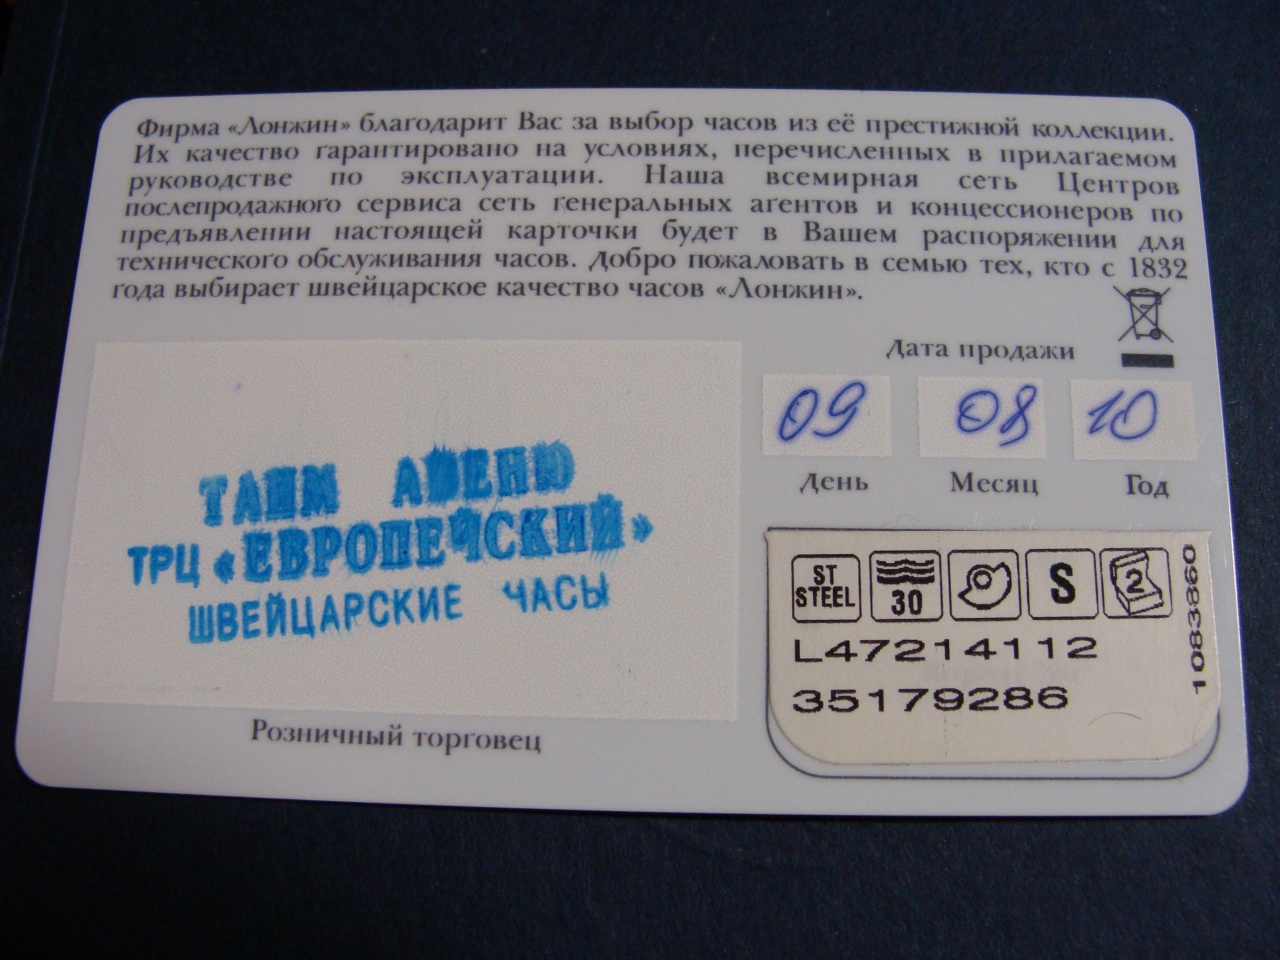 Фирма «Лонжин» благодарит Вас за выбор часов из её престижной коллекции.
Их качество гарантировано на условиях, перечисленных в прилагаемом
руководстве по эксплуатации. Наша всемирная сеть Центров
послепродажного сервиса сеть генеральных агентов и концессионеров по
предъявлении настоящей карточки будет в Вашем распоряжении для
технического обслуживания часов. Добро пожаловать в семью тех, кто с 1832
года выбирает швейцарское качество часов «Лонжин».
Дата продажи
09 08 10
День Месяц Год
ТАЙМ АВЕНЮ
ТРЦ «ЕВРОПЕЙСКИЙ»
ШВЕЙЦАРСКИЕ ЧАСЫ
Розничный торговец
ST STEEL 30 S 2
L47214112
35179286
10838860